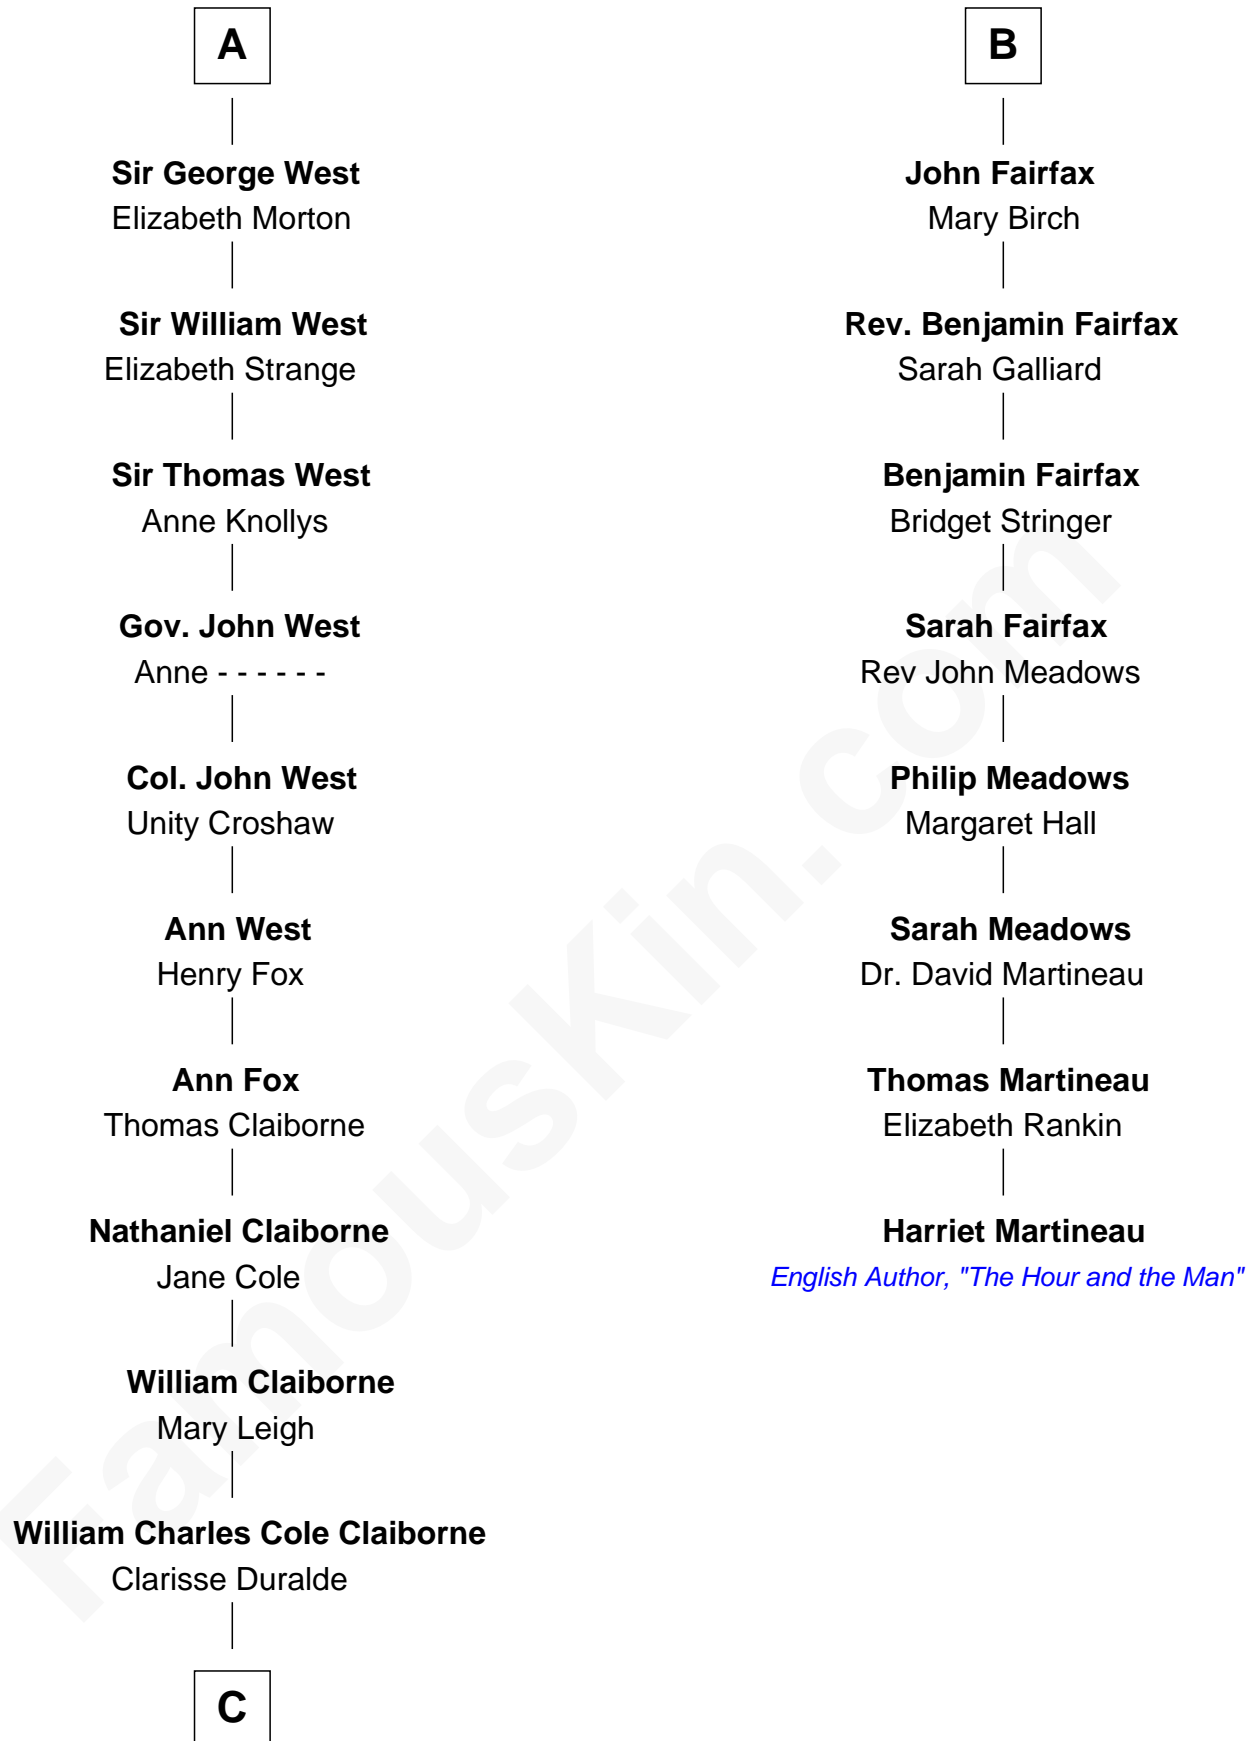 A
Sir George West
Elizabeth Morton
Sir William West
Elizabeth Strange
Sir Thomas West
Anne Knollys
Gov. John West
Anne - - - - - -
Col. John West
Unity Croshaw
Ann West
Henry Fox
Ann Fox
Thomas Claiborne
Nathaniel Claiborne
Jane Cole
William Claiborne
Mary Leigh
William Charles Cole Claiborne
Clarisse Duralde
C
B
John Fairfax
Mary Birch
Rev. Benjamin Fairfax
Sarah Galliard
Benjamin Fairfax
Bridget Stringer
Sarah Fairfax
Rev John Meadows
Philip Meadows
Margaret Hall
Sarah Meadows
Dr. David Martineau
Thomas Martineau
Elizabeth Rankin
Harriet Martineau
English Author, "The Hour and the Man"
FamousKin.com